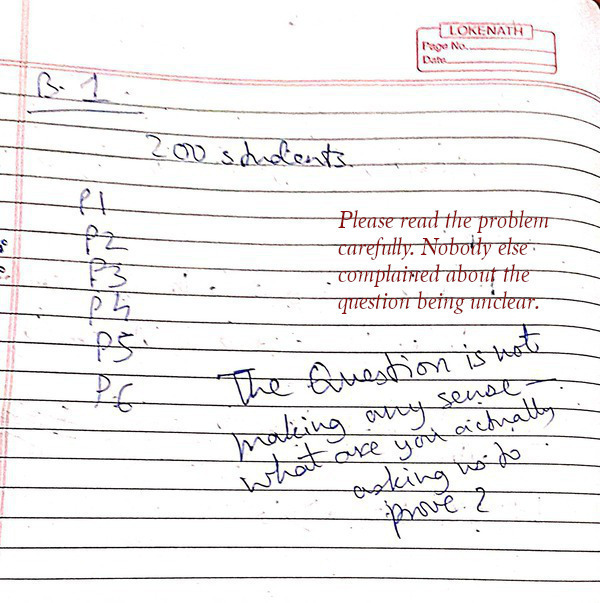 LOKENATH
Page No.
Date
B. 1.
200 students.
P1
P2
P3
P4
P5
P6
Please read the problem
carefully. Nobody else
complained about the
question being unclear.
The Question is not
making any sense —
what are you actually
asking us to
prove ?